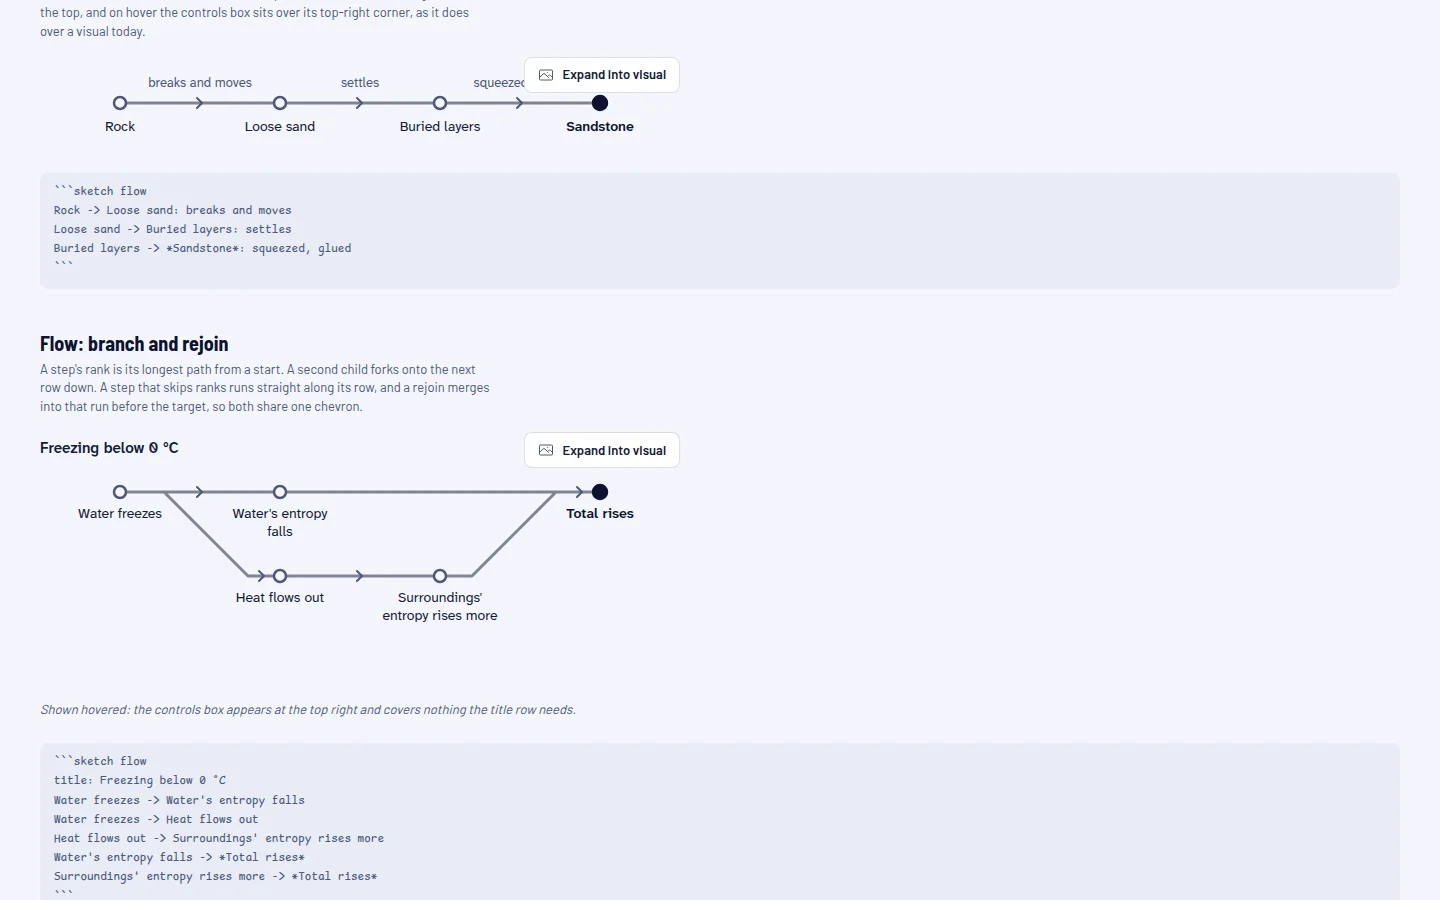 the top, and on hover the controls box sits over its top-right corner, as it does
over a visual today.
breaks and moves
settles
squeezed
Expand into visual
Rock
Loose sand
Buried layers
Sandstone
```sketch flow
Rock -> Loose sand: breaks and moves
Loose sand -> Buried layers: settles
Buried layers -> *Sandstone*: squeezed, glued
```
Flow: branch and rejoin
A step's rank is its longest path from a start. A second child forks onto the next
row down. A step that skips ranks runs straight along its row, and a rejoin merges
into that run before the target, so both share one chevron.
Freezing below 0 °C
Expand into visual
Water freezes
Water's entropy
falls
Total rises
Heat flows out
Surroundings'
entropy rises more
Shown hovered: the controls box appears at the top right and covers nothing the title row needs.
```sketch flow
title: Freezing below 0 °C
Water freezes -> Water's entropy falls
Water freezes -> Heat flows out
Heat flows out -> Surroundings' entropy rises more
Water's entropy falls -> *Total rises*
Surroundings' entropy rises more -> *Total rises*
```